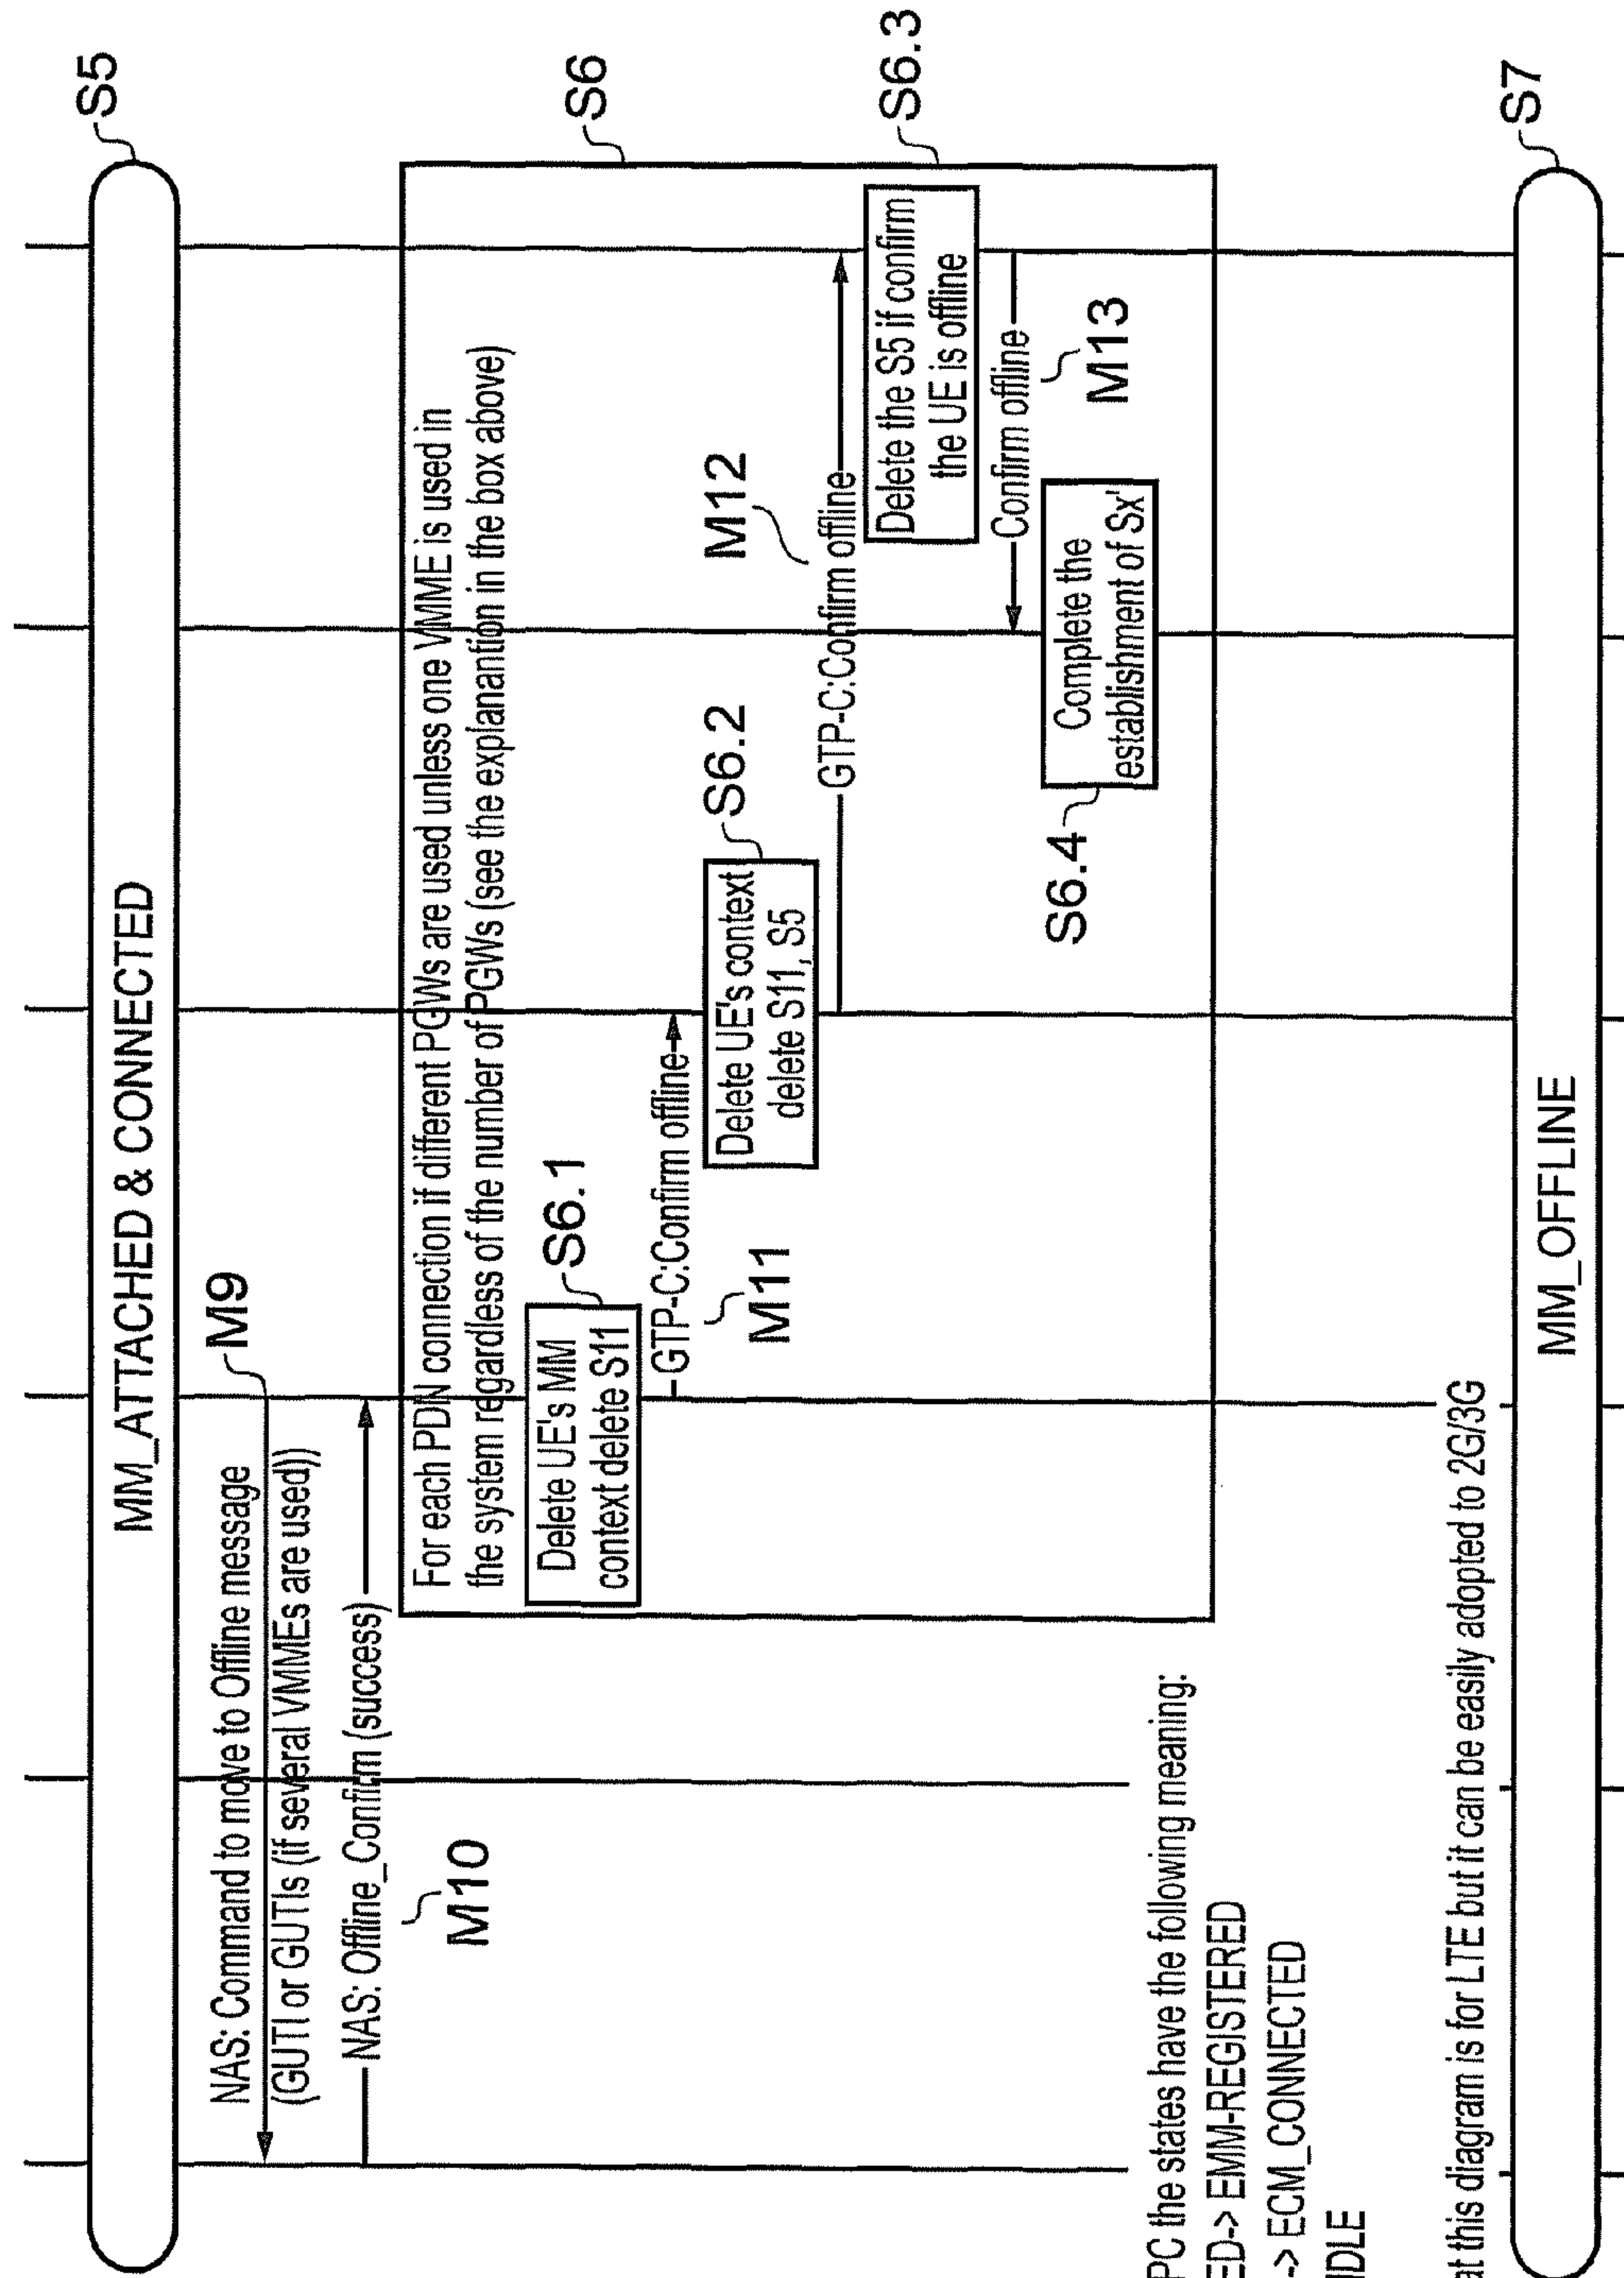 MM_ATTACHED & CONNECTED
S5
NAS: Command to move to Offline message
(GUTI or GUTIs (if several VMMEs are used))
M9
NAS: Offline_Confirm (success)
M10
S6
For each PDN connection if different PGWs are used unless one VMME is used in
the system regardless of the number of PGWs (see the explanantion in the box above)
Delete UE's MM
context delete S11
S6.1
GTP-C:Confirm offline
M11
Delete UE's context
delete S11, S5
S6.2
GTP-C:Confirm offline
M12
Delete the S5 if confirm
the UE is offline
S6.3
Confirm offline
M13
Complete the
establishment of Sx'
S6.4
PC the states have the following meaning:
ED-> EMM-REGISTERED
-> ECM_CONNECTED
IDLE
at this diagram is for LTE but it can be easily adopted to 2G/3G
MM_OFFLINE
S7